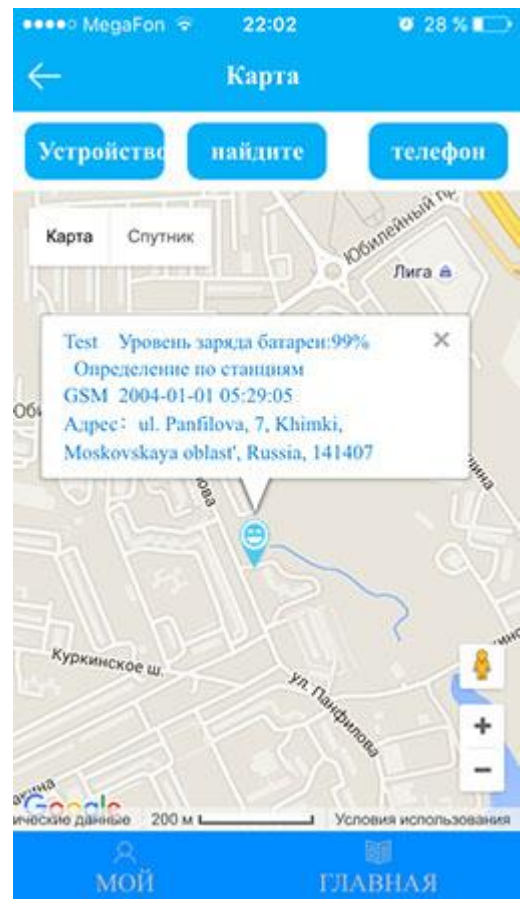 MegaFon 22:02 28 %
Карта
Устройство найдите телефон
Карта Спутник
Юбилейный пр.
Лига
Test Уровень заряда батареи:99%
Определение по станциям
GSM 2004-01-01 05:29:05
Адрес: ul. Panfilova, 7, Khimki,
Moskovskaya oblast', Russia, 141407
Куркинское ш.
ул. Панфилова
Google
200 м Условия использования
МОЙ ГЛАВНАЯ